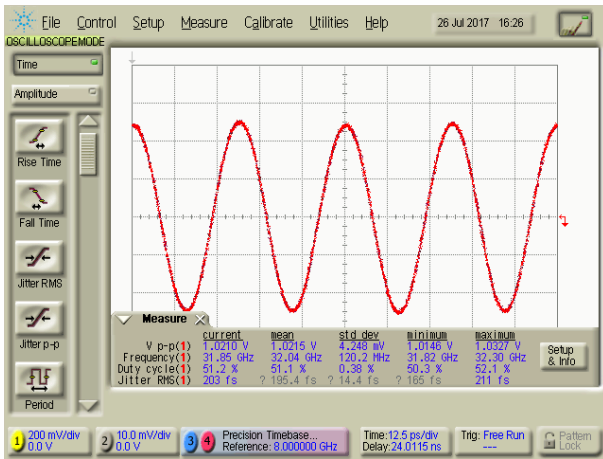 File Control Setup Measure Calibrate Utilities Help 26 Jul 2017 16:26
OSCILLOSCOPEMODE
Time
Amplitude
Rise Time
Fall Time
Jitter RMS
Jitter p-p
Period
Measure
current mean std dev minimum maximum
V p-p(1) 1.0210 V 1.0215 V 4.248 mV 1.0146 V 1.0327 V
Frequency(1) 31.85 GHz 32.04 GHz 120.2 MHz 31.82 GHz 32.30 GHz
Duty cycle(1) 51.2 % 51.1 % 0.38 % 50.3 % 52.1 %
Jitter RMS(1) 203 fs ? 195.4 fs ? 14.4 fs ? 165 fs 211 fs
Setup
& Info
1 200 mV/div
0.0 V
2 10.0 mV/div
0.0 V
3 4 Precision Timebase...
Reference: 8.000000 GHz
Time:12.5 ps/div
Delay:24.0115 ns
Trig: Free Run
---
Pattern
Lock